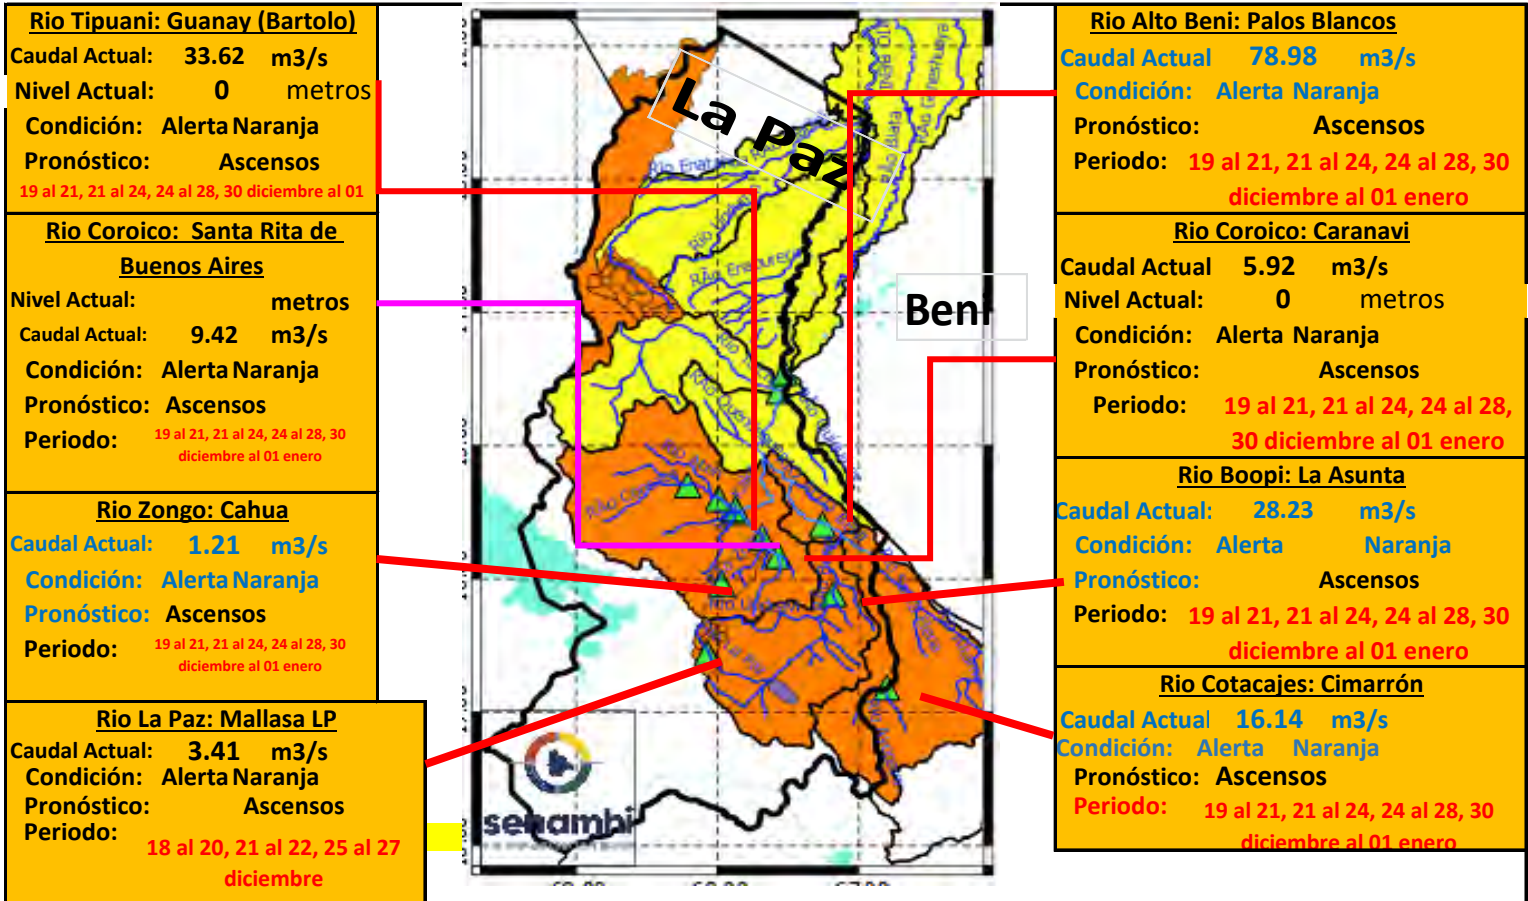 Rio Tipuani: Guanay (Bartolo)
Caudal Actual: 33.62 m3/s
Nivel Actual: 0 metros
Condición: Alerta Naranja
Pronóstico: Ascensos
19 al 21, 21 al 24, 24 al 28, 30 diciembre al 01
Rio Coroico: Santa Rita de
Buenos Aires
Nivel Actual: metros
Caudal Actual: 9.42 m3/s
Condición: Alerta Naranja
Pronóstico: Ascensos
Periodo: 19 al 21, 21 al 24, 24 al 28, 30
diciembre al 01 enero
Rio Zongo: Cahua
Caudal Actual: 1.21 m3/s
Condición: Alerta Naranja
Pronóstico: Ascensos
Periodo: 19 al 21, 21 al 24, 24 al 28, 30
diciembre al 01 enero
Rio La Paz: Mallasa LP
Caudal Actual: 3.41 m3/s
Condición: Alerta Naranja
Pronóstico: Ascensos
Periodo:
18 al 20, 21 al 22, 25 al 27
diciembre
La Paz
Beni
senamhi
Rio Alto Beni: Palos Blancos
Caudal Actual 78.98 m3/s
Condición: Alerta Naranja
Pronóstico: Ascensos
Periodo: 19 al 21, 21 al 24, 24 al 28, 30
diciembre al 01 enero
Rio Coroico: Caranavi
Caudal Actual 5.92 m3/s
Nivel Actual: 0 metros
Condición: Alerta Naranja
Pronóstico: Ascensos
Periodo: 19 al 21, 21 al 24, 24 al 28,
30 diciembre al 01 enero
Rio Boopi: La Asunta
Caudal Actual: 28.23 m3/s
Condición: Alerta Naranja
Pronóstico: Ascensos
Periodo: 19 al 21, 21 al 24, 24 al 28, 30
diciembre al 01 enero
Rio Cotacajes: Cimarrón
Caudal Actual 16.14 m3/s
Condición: Alerta Naranja
Pronóstico: Ascensos
Periodo: 19 al 21, 21 al 24, 24 al 28, 30
diciembre al 01 enero